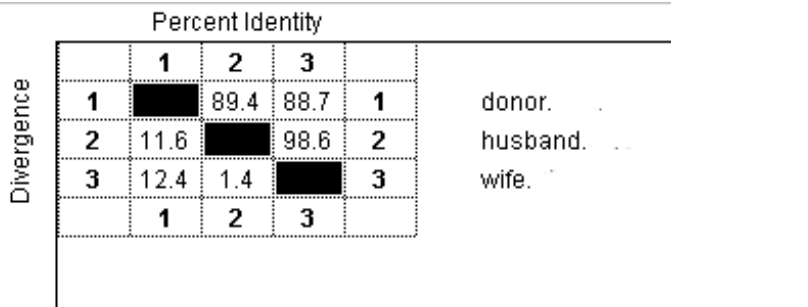 Percent Identity
Divergence
1 2 3
1 89.4 88.7 1 donor.
2 11.6 98.6 2 husband.
3 12.4 1.4 3 wife.
1 2 3